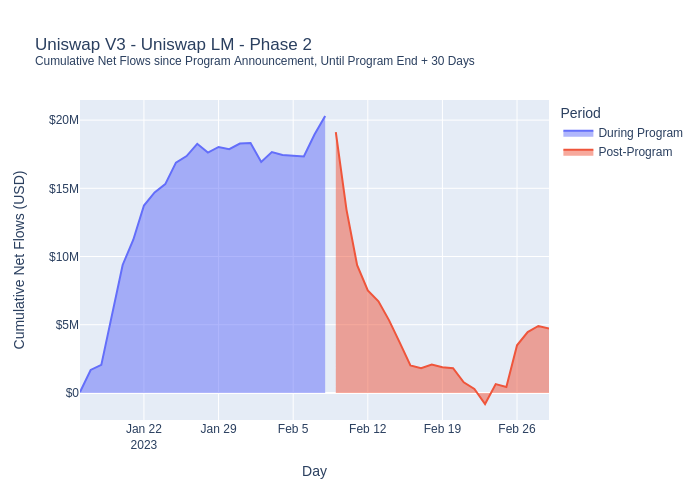 Uniswap V3 - Uniswap LM - Phase 2
Cumulative Net Flows since Program Announcement, Until Program End + 30 Days
Period
During Program
Post-Program
$20M
$15M
$10M
$5M
$0
Cumulative Net Flows (USD)
Jan 22
2023
Jan 29
Feb 5
Feb 12
Feb 19
Feb 26
Day